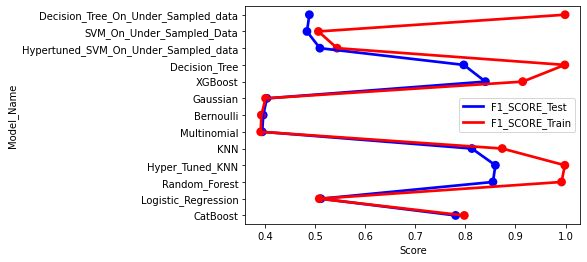 Decision_Tree_On_Under_Sampled_data
SVM_On_Under_Sampled_Data
Hypertuned_SVM_On_Under_Sampled_data
Decision_Tree
XGBoost
Gaussian
Bernoulli
Multinomial
KNN
Hyper_Tuned_KNN
Random_Forest
Logistic_Regression
CatBoost
Model_Name
F1_SCORE_Test
F1_SCORE_Train
0.4 0.5 0.6 0.7 0.8 0.9 1.0
Score